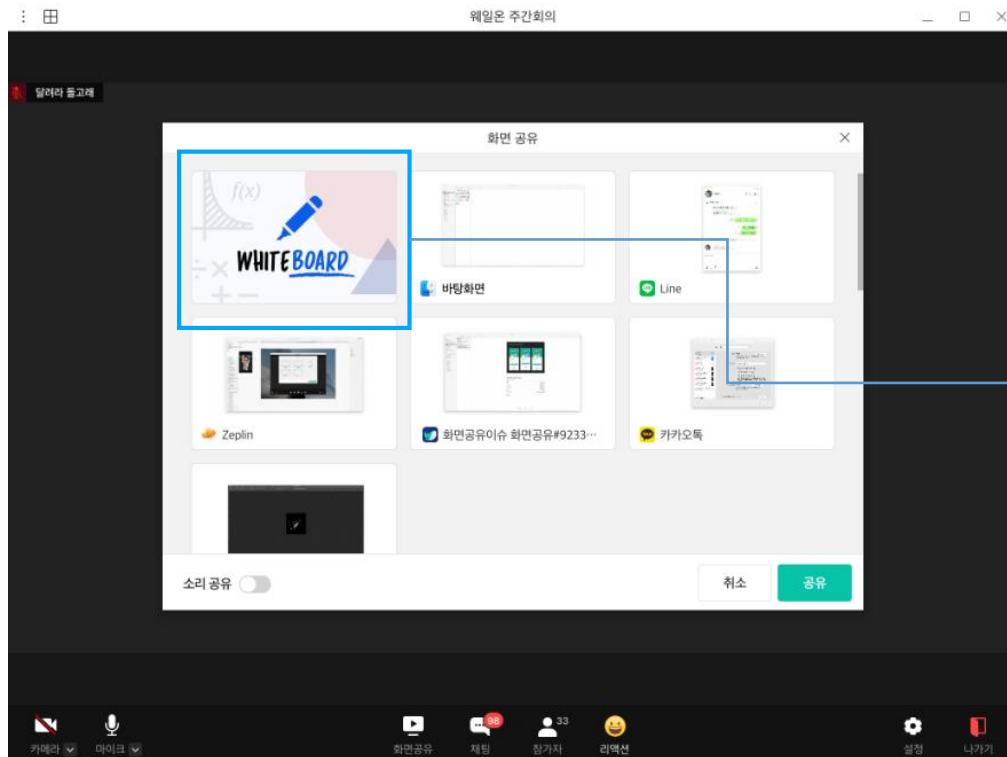 웨일온 주간회의
달려라 돌고래
화면 공유
f(x)
WHITEBOARD
바탕화면
Line
Zeplin
화면공유이슈 화면공유#9233…
카카오톡
소리 공유
취소
공유
카메라
마이크
화면공유
98
채팅
33
참가자
리액션
설정
나가기